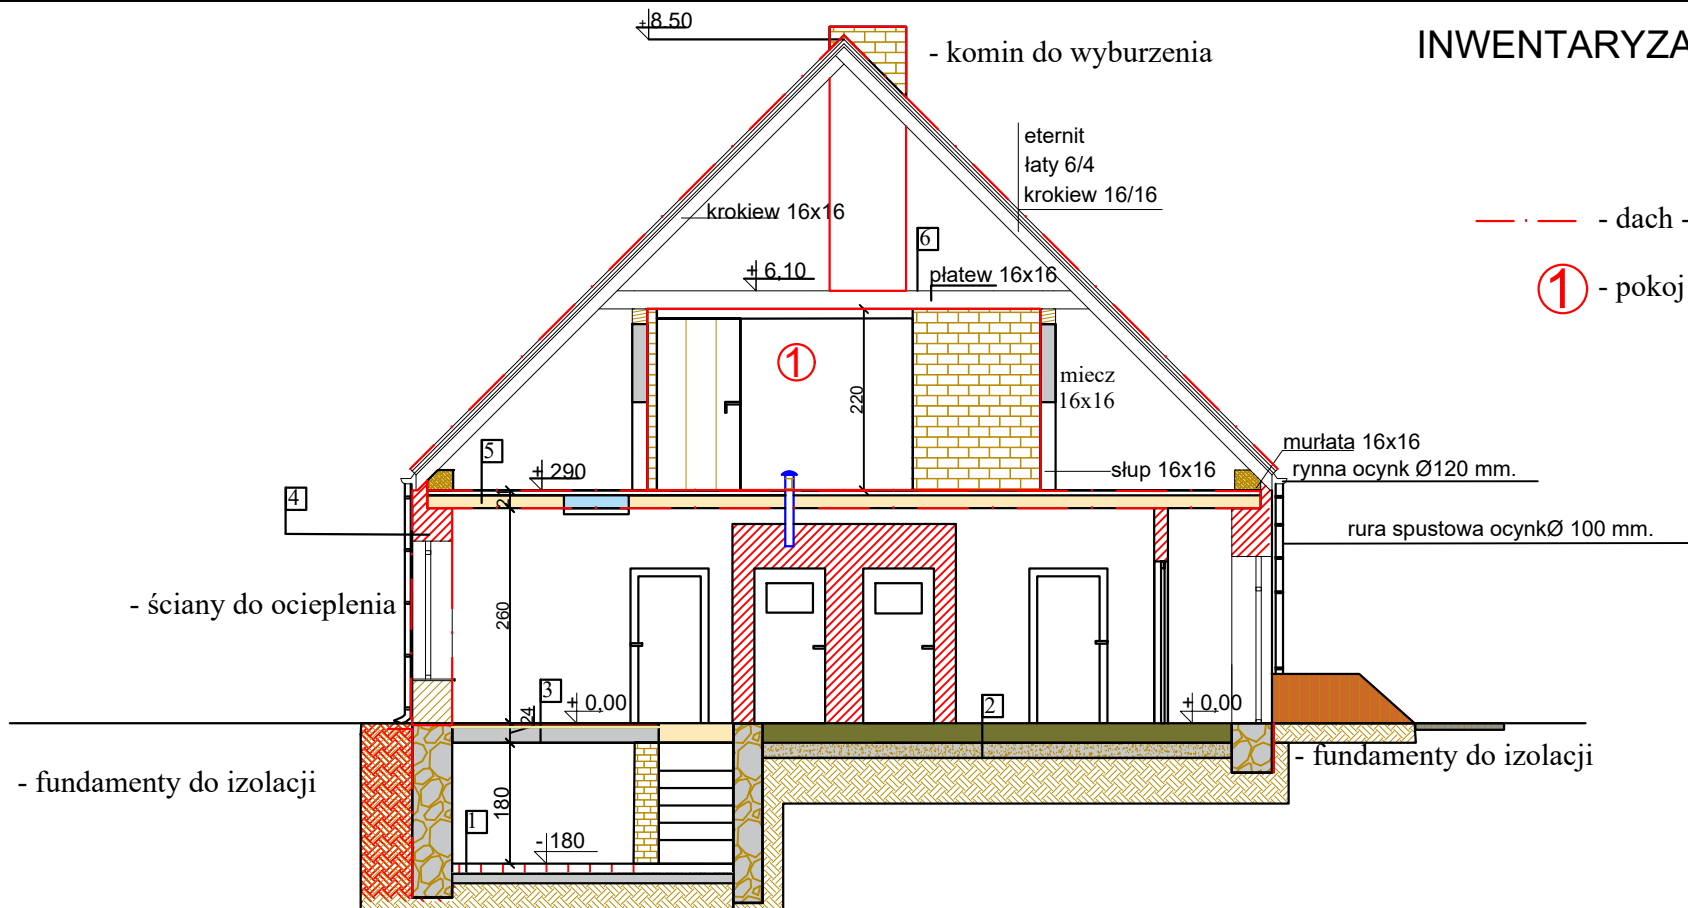 +8.50
- komin do wyburzenia
INWENTARYZA
eternit
łaty 6/4
krokiew 16/16
krokiew 16x16
- dach -
6
+ 6,10
płatew 16x16
1 - pokoj
1
220
miecz
16x16
5
+ 290
słup 16x16
murłata 16x16
rynna ocynk Ø120 mm.
4
rura spustowa ocynkØ 100 mm.
- ściany do ocieplenia
260
3
+ 0,00
24
2
+ 0,00
- fundamenty do izolacji
- fundamenty do izolacji
180
1
- 180